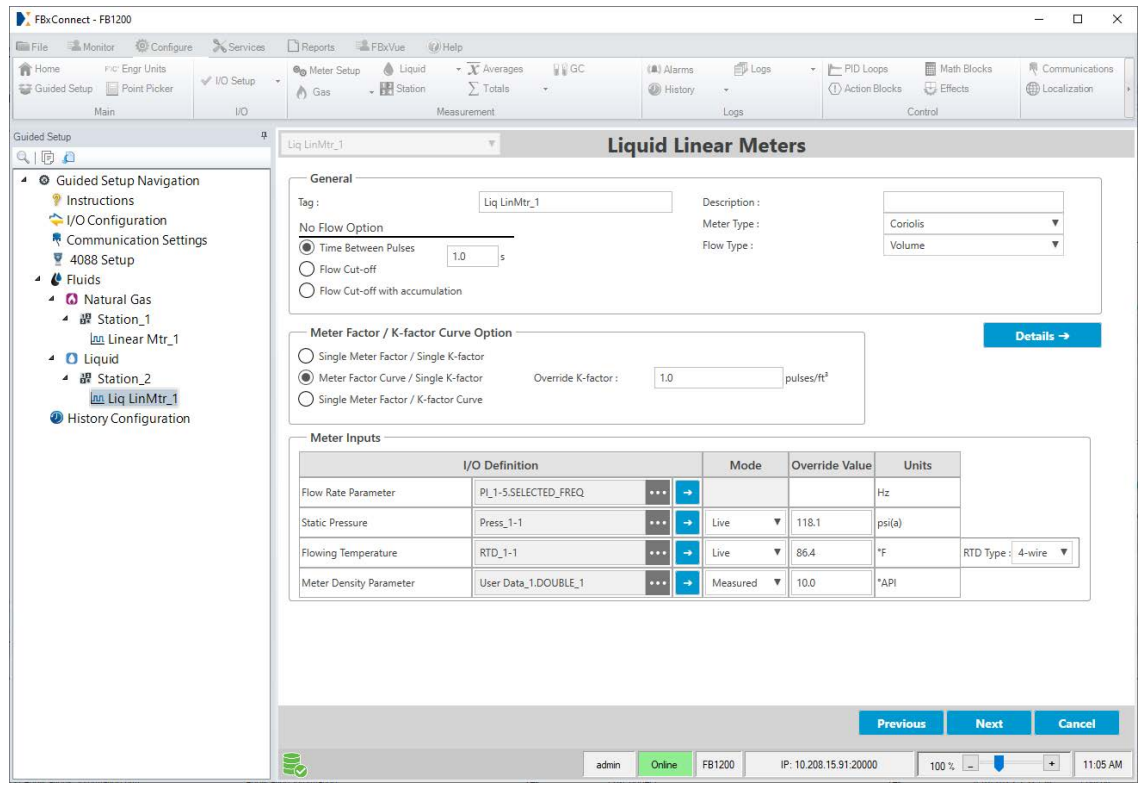 FBxConnect - FB1200
File Monitor Configure Services Reports FBxVue Help
Home Engr Units I/O Setup Meter Setup Liquid Averages GC Alarms Logs PID Loops Math Blocks Communications
Guided Setup Point Picker Gas Station Totals History Action Blocks Effects Localization
Main I/O Measurement Logs Control
Guided Setup
Guided Setup Navigation
Instructions
I/O Configuration
Communication Settings
4088 Setup
Fluids
Natural Gas
Station_1
Linear Mtr_1
Liquid
Station_2
Liq LinMtr_1
History Configuration
Liq LinMtr_1 Liquid Linear Meters
General
Tag : Liq LinMtr_1 Description :
Meter Type : Coriolis
No Flow Option
Flow Type : Volume
Time Between Pulses 1.0 s
Flow Cut-off
Flow Cut-off with accumulation
Meter Factor / K-factor Curve Option
Details →
Single Meter Factor / Single K-factor
Meter Factor Curve / Single K-factor Override K-factor : 1.0 pulses/ft³
Single Meter Factor / K-factor Curve
Meter Inputs
I/O Definition Mode Override Value Units
Flow Rate Parameter PI_1-5.SELECTED_FREQ ••• → Hz
Static Pressure Press_1-1 ••• → Live 118.1 psi(a)
Flowing Temperature RTD_1-1 ••• → Live 86.4 °F RTD Type : 4-wire
Meter Density Parameter User Data_1.DOUBLE_1 ••• → Measured 10.0 °API
Previous Next Cancel
admin Online FB1200 IP: 10.208.15.91:20000 100 % - + 11:05 AM